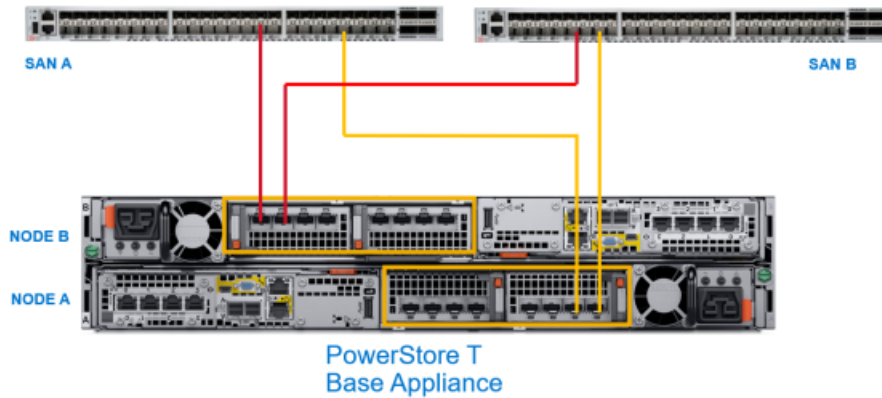 SAN A
SAN B
NODE B
NODE A
B
A
PowerStore T
Base Appliance